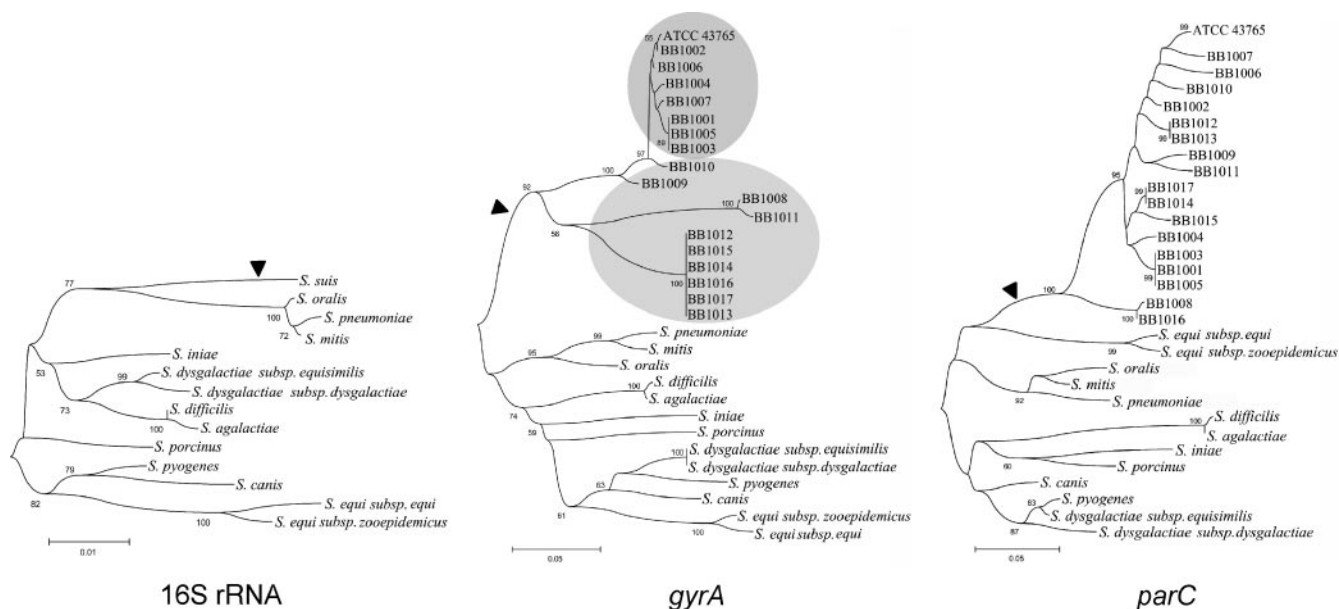 77
S. suis
S. oralis
100
S. pneumoniae
72
S. mitis
S. iniae
53
99
S. dysgalactiae subsp. equisimilis
S. dysgalactiae subsp. dysgalactiae
73
S. difficilis
100
S. agalactiae
S. porcinus
79
S. pyogenes
S. canis
82
S. equi subsp. equi
100
S. equi subsp. zooepidemicus
0.01
16S rRNA
ATCC 43765
BB1002
BB1006
BB1004
BB1007
BB1001
BB1005
89
BB1003
97
BB1010
100
BB1009
92
100
BB1008
BB1011
56
BB1012
BB1015
BB1014
100
BB1016
BB1017
BB1013
S. pneumoniae
99
S. mitis
95
S. oralis
S. difficilis
100
S. agalactiae
74
S. iniae
59
S. porcinus
S. dysgalactiae subsp. equisimilis
100
S. dysgalactiae subsp. dysgalactiae
S. pyogenes
63
S. canis
61
S. equi subsp. zooepidemicus
100
S. equi subsp. equi
0.05
gyrA
99
ATCC 43765
BB1007
BB1006
BB1010
BB1002
BB1012
98
BB1013
BB1009
BB1011
95
99
BB1017
BB1014
BB1015
BB1004
BB1003
BB1001
99
BB1005
100
BB1008
100
BB1016
S. equi subsp. equi
99
S. equi subsp. zooepidemicus
S. oralis
S. mitis
92
S. pneumoniae
S. difficilis
100
S. agalactiae
S. iniae
60
S. porcinus
S. canis
83
S. pyogenes
S. dysgalactiae subsp. equisimilis
87
S. dysgalactiae subsp. dysgalactiae
0.05
parC